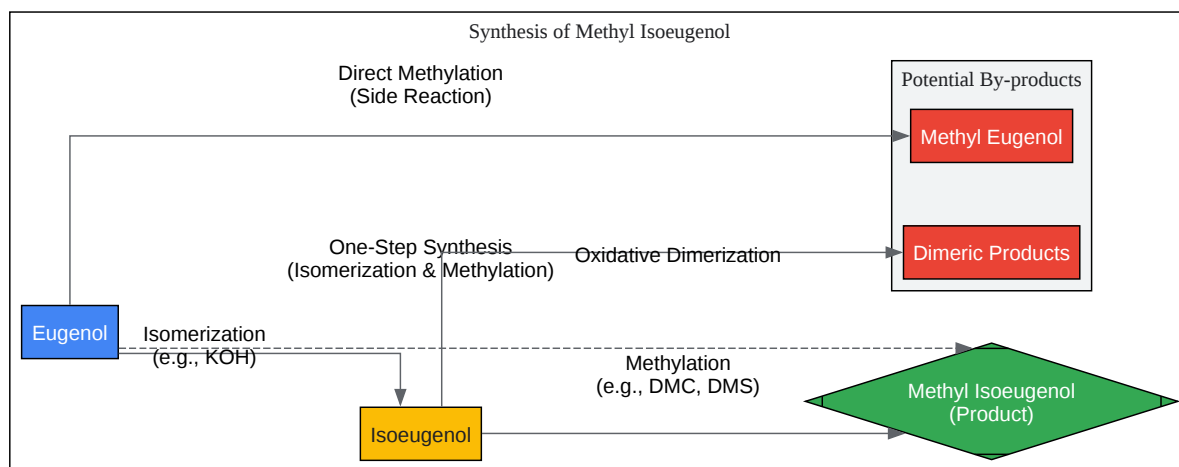 Synthesis of Methyl Isoeugenol
Direct Methylation
(Side Reaction)
Potential By-products
Methyl Eugenol
One-Step Synthesis
(Isomerization & Methylation)
Oxidative Dimerization
Dimeric Products
Eugenol
Isomerization
(e.g., KOH)
Methylation
(e.g., DMC, DMS)
Methyl Isoeugenol
(Product)
Isoeugenol